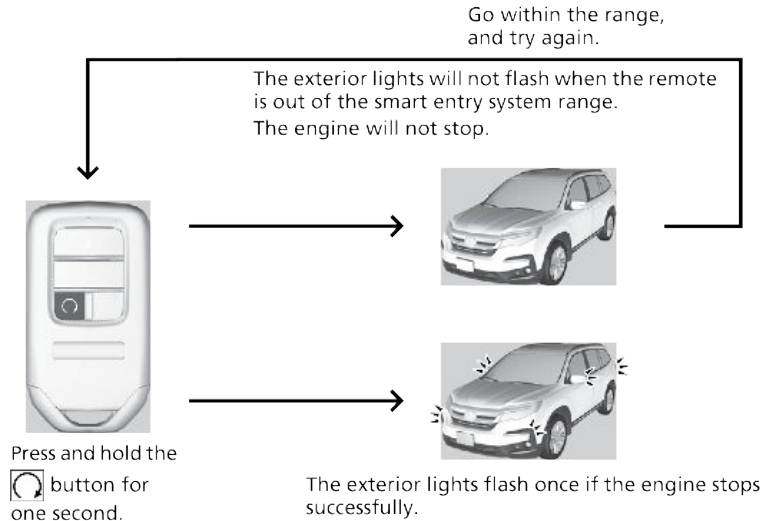 Go within the range,
and try again.
The exterior lights will not flash when the remote
is out of the smart entry system range.
The engine will not stop.
Press and hold the
button for
one second.
The exterior lights flash once if the engine stops
successfully.